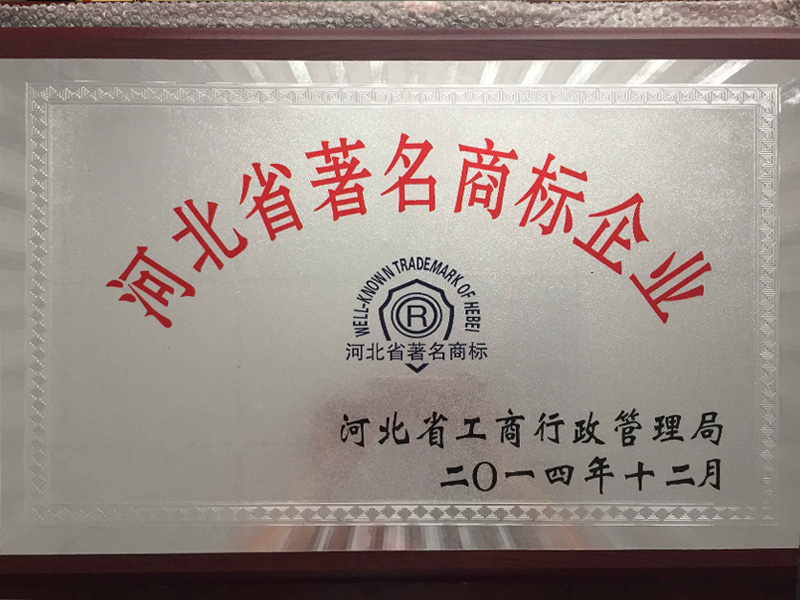 河北省著名商标企业
WELL-KNOWN TRADEMARK OF HEBEI
R
河北省著名商标
河北省工商行政管理局
二〇一四年十二月